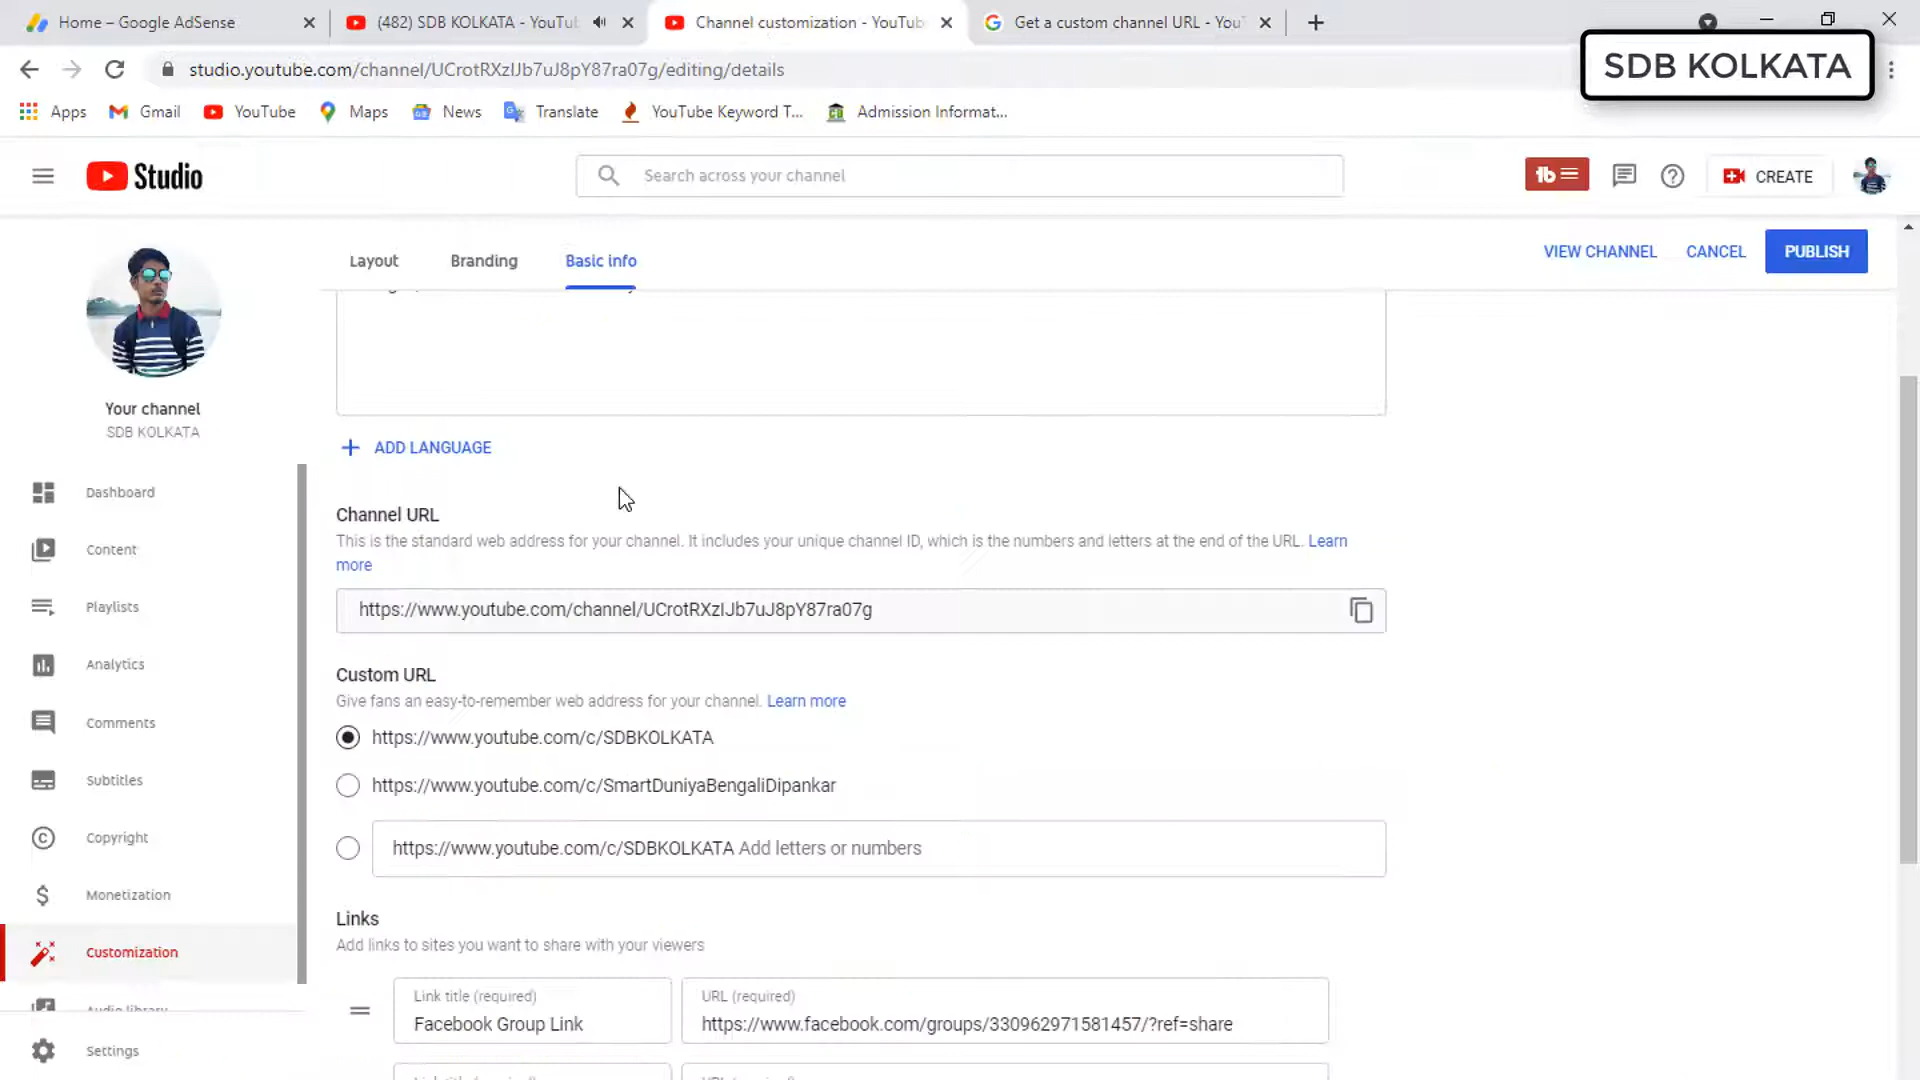 Home – Google AdSense
(482) SDB KOLKATA - YouTu
Channel customization - YouTub
Get a custom channel URL - You
SDB KOLKATA
studio.youtube.com/channel/UCrotRXzIJb7uJ8pY87ra07g/editing/details
Apps
Gmail
YouTube
Maps
News
Translate
YouTube Keyword T...
Admission Informat...
Studio
Search across your channel
tb
CREATE
Your channel
SDB KOLKATA
Dashboard
Content
Playlists
Analytics
Comments
Subtitles
Copyright
Monetization
Customization
Audio library
Settings
Layout
Branding
Basic info
VIEW CHANNEL
CANCEL
PUBLISH
ADD LANGUAGE
Channel URL
This is the standard web address for your channel. It includes your unique channel ID, which is the numbers and letters at the end of the URL. Learn
more
https://www.youtube.com/channel/UCrotRXzIJb7uJ8pY87ra07g
Custom URL
Give fans an easy-to-remember web address for your channel. Learn more
https://www.youtube.com/c/SDBKOLKATA
https://www.youtube.com/c/SmartDuniyaBengaliDipankar
https://www.youtube.com/c/SDBKOLKATA Add letters or numbers
Links
Add links to sites you want to share with your viewers
Link title (required)
Facebook Group Link
URL (required)
https://www.facebook.com/groups/330962971581457/?ref=share